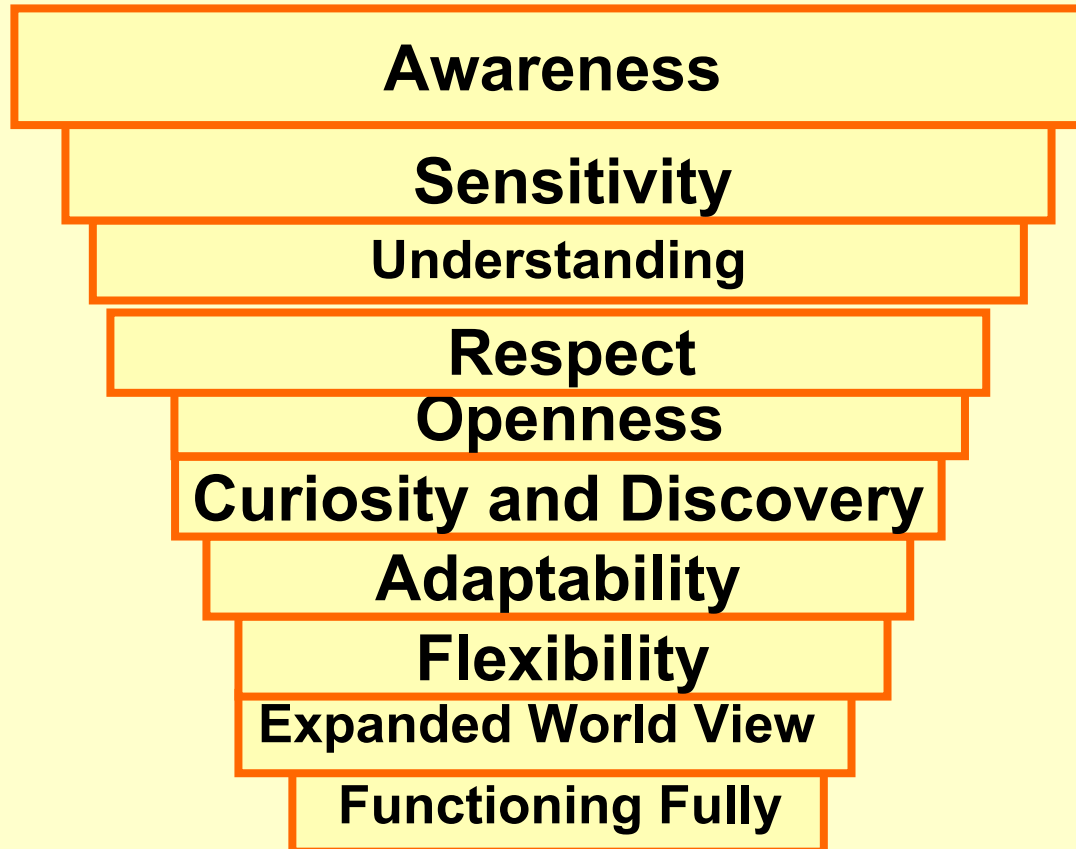 Awareness
Sensitivity
Understanding
Respect
Openness
Curiosity and Discovery
Adaptability
Flexibility
Expanded World View
Functioning Fully